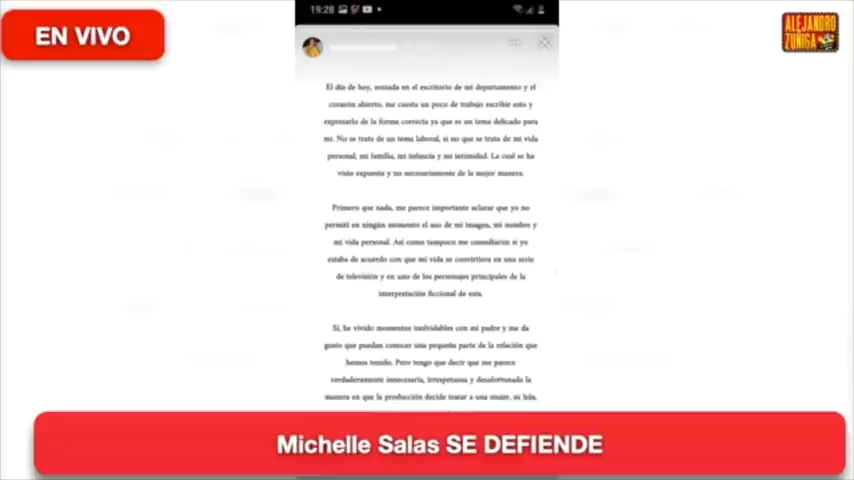 19:28
EN VIVO
ALEJANDRO
ZUÑIGA
El día de hoy, sentada en el escritorio de mi departamento y el
corazón abierto, me cuesta un poco de trabajo escribir esto y
expresarlo de la forma correcta ya que es un tema delicado para
mi. No se trata de un tema laboral, si no que se trata de mi vida
personal, mi familia, mi infancia y mi intimidad. La cual se ha
visto expuesta y no necesariamente de la mejor manera.
Primero que nada, me parece importante aclarar que yo no
permití en ningún momento el uso de mi imagen, mi nombre y
mi vida personal. Así como tampoco me consultaron si yo
estaba de acuerdo con que mi vida se convirtiera en una serie
de televisión y en uno de los personajes principales de la
interpretación ficcional de esta.
Sí, he vivido momentos inolvidables con mi padre y me da
gusto que puedan conocer una pequeña parte de la relación que
hemos tenido. Pero tengo que decir que me parece
verdaderamente innecesaria, irrespetuosa y desafortunada la
manera en que la producción decide tratar a una mujer, su hija,
Michelle Salas SE DEFIENDE